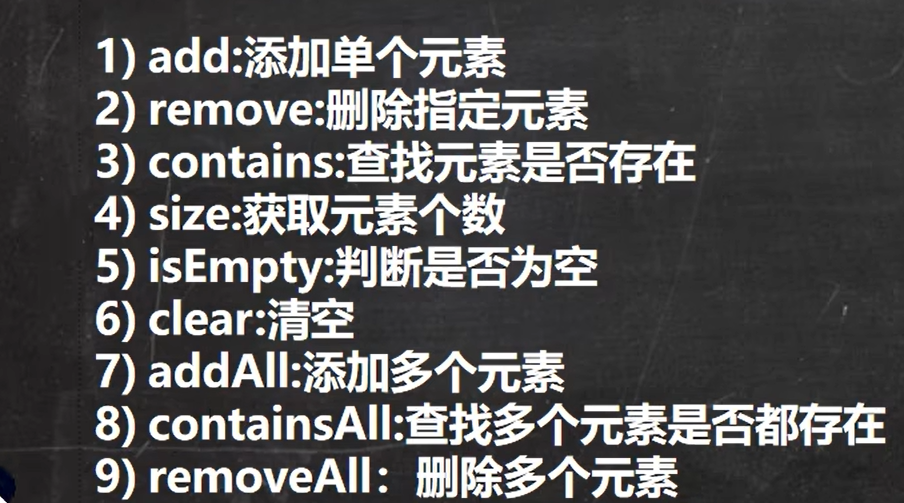 1) add:添加单个元素
2) remove:删除指定元素
3) contains:查找元素是否存在
4) size:获取元素个数
5) isEmpty:判断是否为空
6) clear:清空
7) addAll:添加多个元素
8) containsAll:查找多个元素是否都存在
9) removeAll：删除多个元素